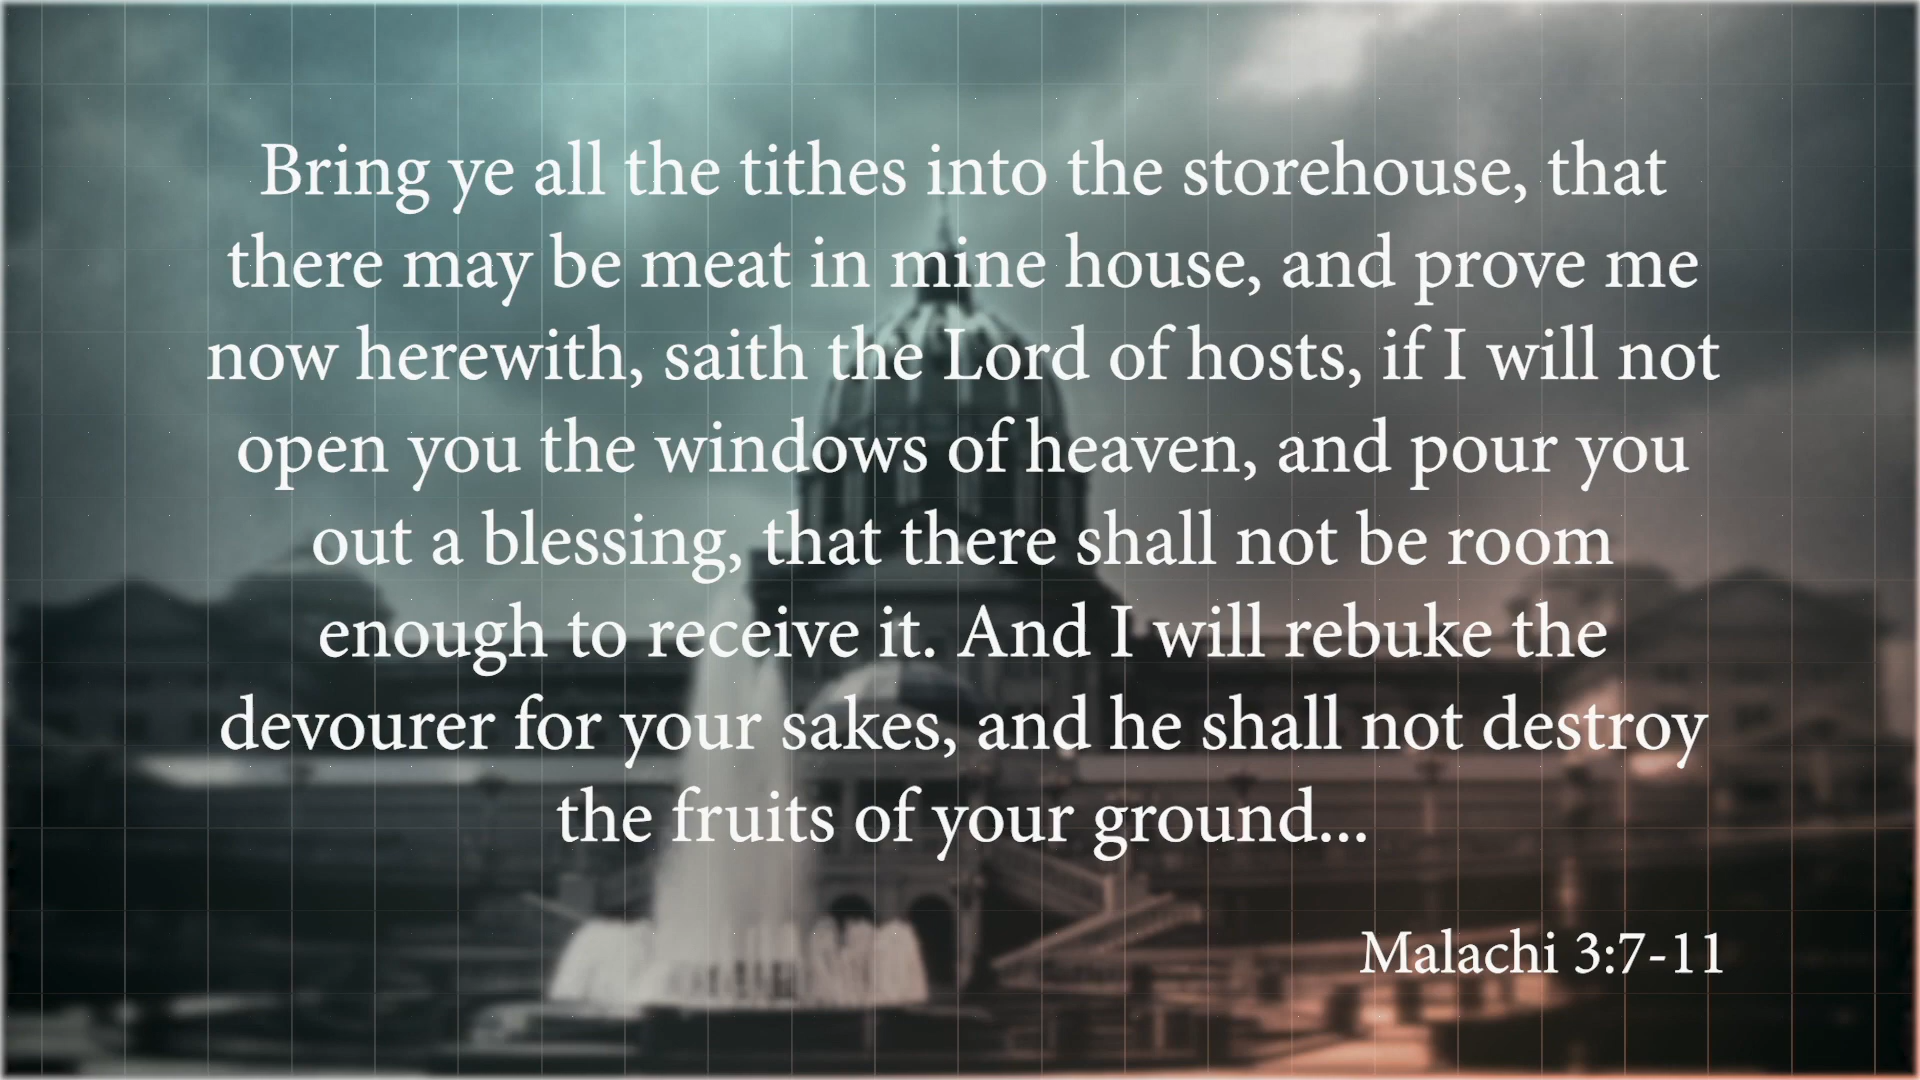 Bring ye all the tithes into the storehouse, that
there may be meat in mine house, and prove me
now herewith, saith the Lord of hosts, if I will not
open you the windows of heaven, and pour you
out a blessing, that there shall not be room
enough to receive it. And I will rebuke the
devourer for your sakes, and he shall not destroy
the fruits of your ground...
Malachi 3:7-11